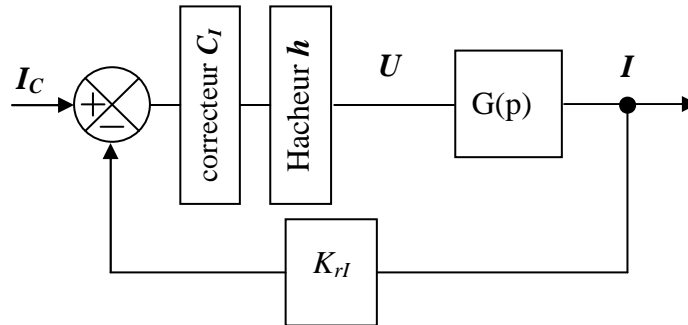 I_C
+
−
correcteur C_I
Hacheur h
U
G(p)
I
K_rI